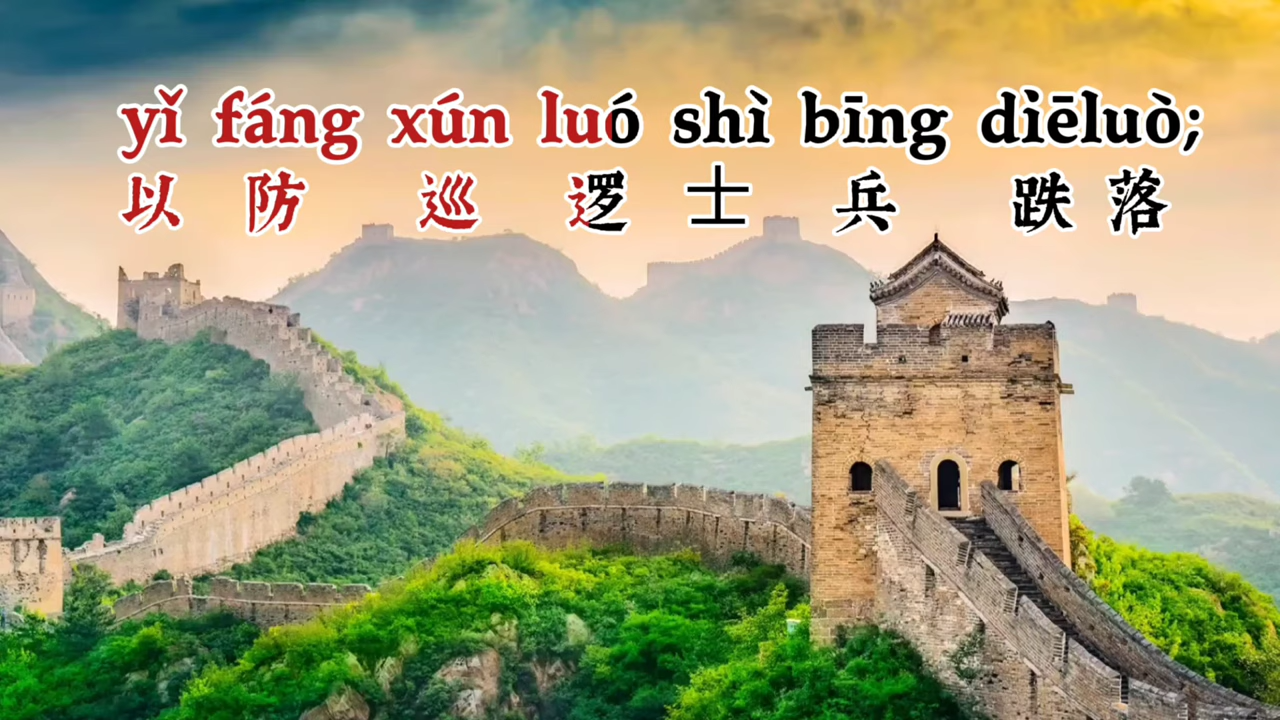 yǐ fáng xún luó shì bīng diēluò;
以 防 巡 逻 士 兵 跌 落